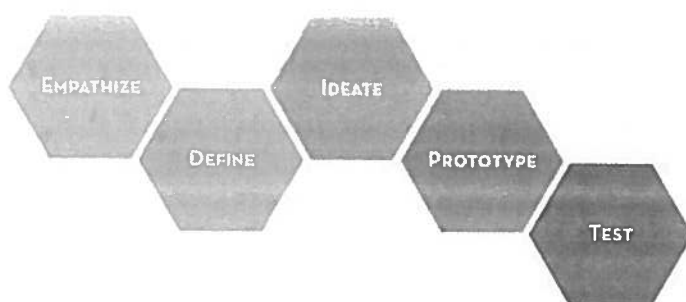 EMPATHIZE
DEFINE
IDEATE
PROTOTYPE
TEST